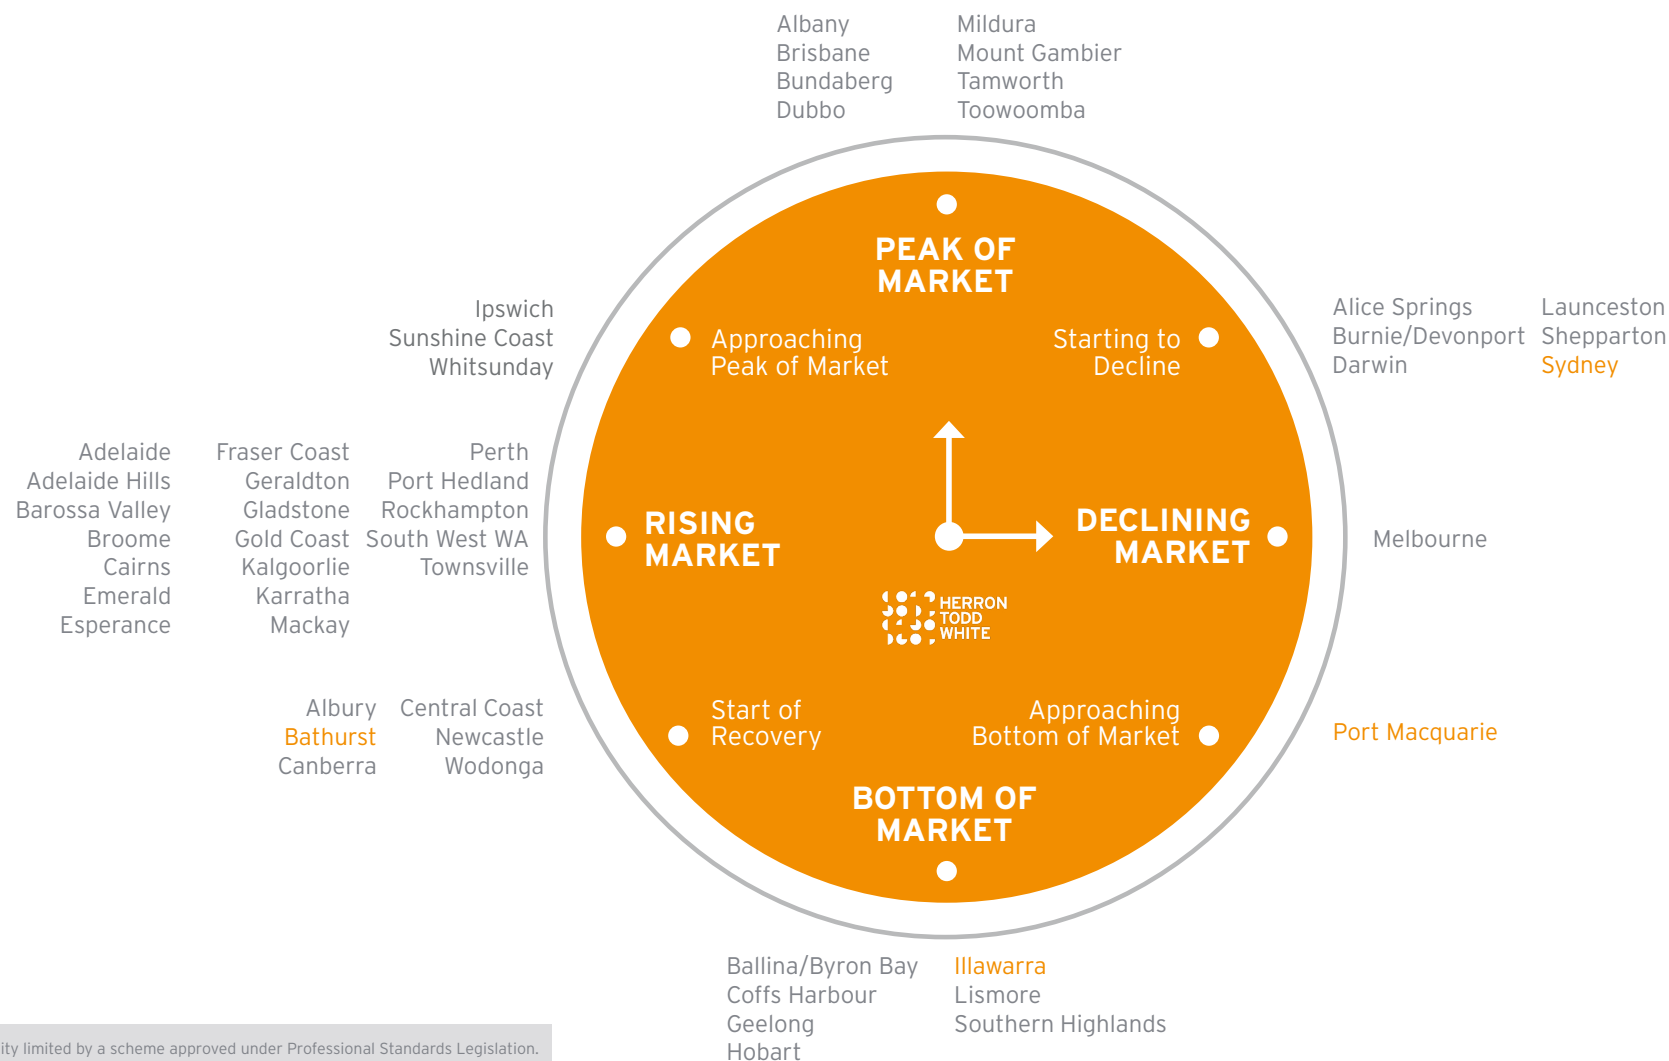 Albany
Brisbane
Bundaberg
Dubbo
Mildura
Mount Gambier
Tamworth
Toowoomba
PEAK OF
MARKET
Ipswich
Sunshine Coast
Whitsunday
Approaching
Peak of Market
Starting to
Decline
Alice Springs
Burnie/Devonport
Darwin
Launceston
Shepparton
Sydney
Adelaide
Adelaide Hills
Barossa Valley
Broome
Cairns
Emerald
Esperance
Fraser Coast
Geraldton
Gladstone
Gold Coast
Kalgoorlie
Karratha
Mackay
Perth
Port Hedland
Rockhampton
South West WA
Townsville
RISING
MARKET
DECLINING
MARKET
Melbourne
HERRON
TODD
WHITE
Albury
Bathurst
Canberra
Central Coast
Newcastle
Wodonga
Start of
Recovery
Approaching
Bottom of Market
Port Macquarie
BOTTOM OF
MARKET
Ballina/Byron Bay
Coffs Harbour
Geelong
Hobart
Illawarra
Lismore
Southern Highlands
ity limited by a scheme approved under Professional Standards Legislation.